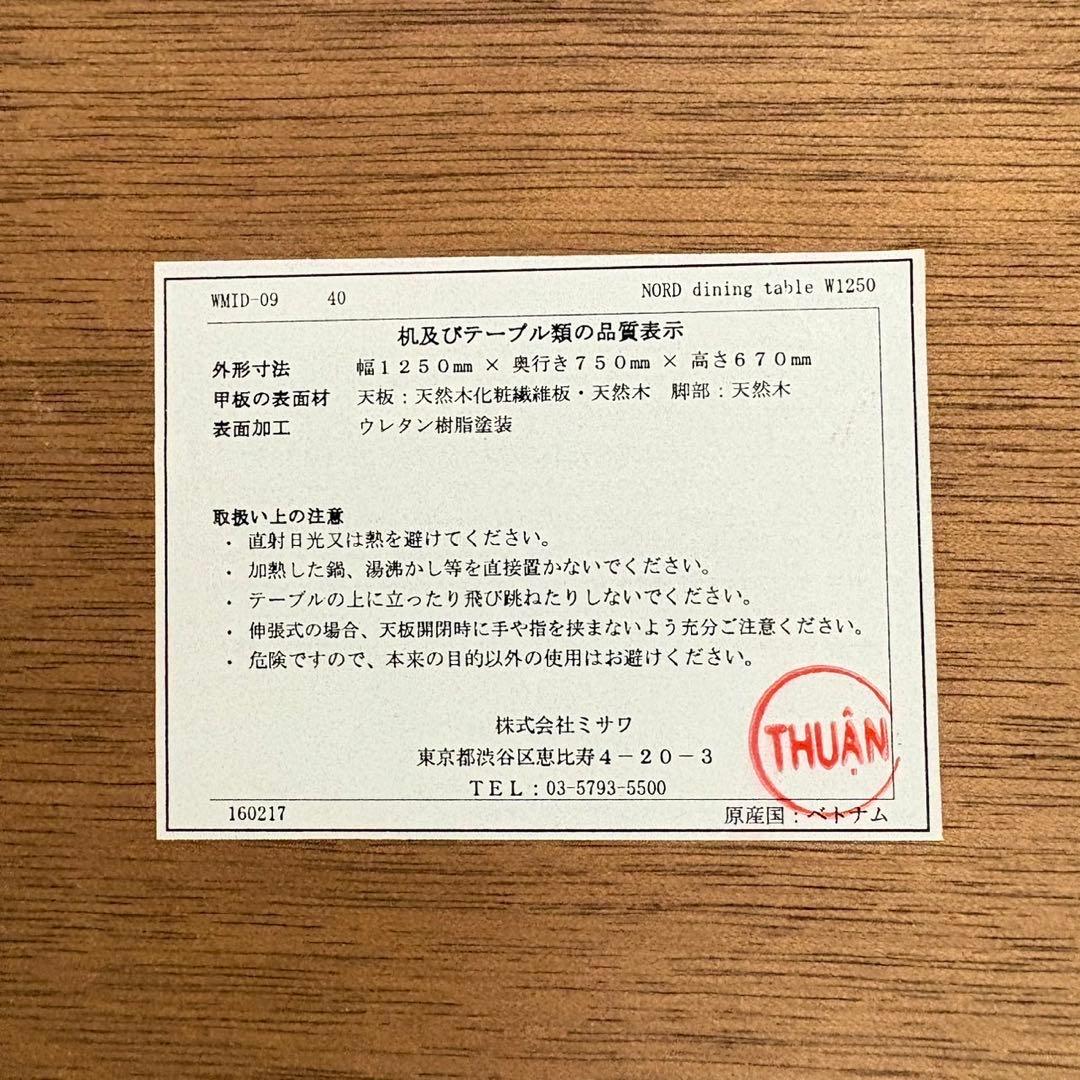 WMID-09 40 NORD dining table W1250
机及びテーブル類の品質表示
外形寸法 幅１２５０㎜ × 奥行き７５０㎜ × 高さ６７０㎜
甲板の表面材 天板：天然木化粧繊維板・天然木 脚部：天然木
表面加工 ウレタン樹脂塗装
取扱い上の注意
・ 直射日光又は熱を避けてください。
・ 加熱した鍋、湯沸かし等を直接置かないでください。
・ テーブルの上に立ったり飛び跳ねたりしないでください。
・ 伸張式の場合、天板開閉時に手や指を挟まないよう充分ご注意ください。
・ 危険ですので、本来の目的以外の使用はお避けください。
株式会社ミサワ
東京都渋谷区恵比寿４－２０－３
ＴＥＬ：03-5793-5500
THUẬN
160217 原産国：ベトナム